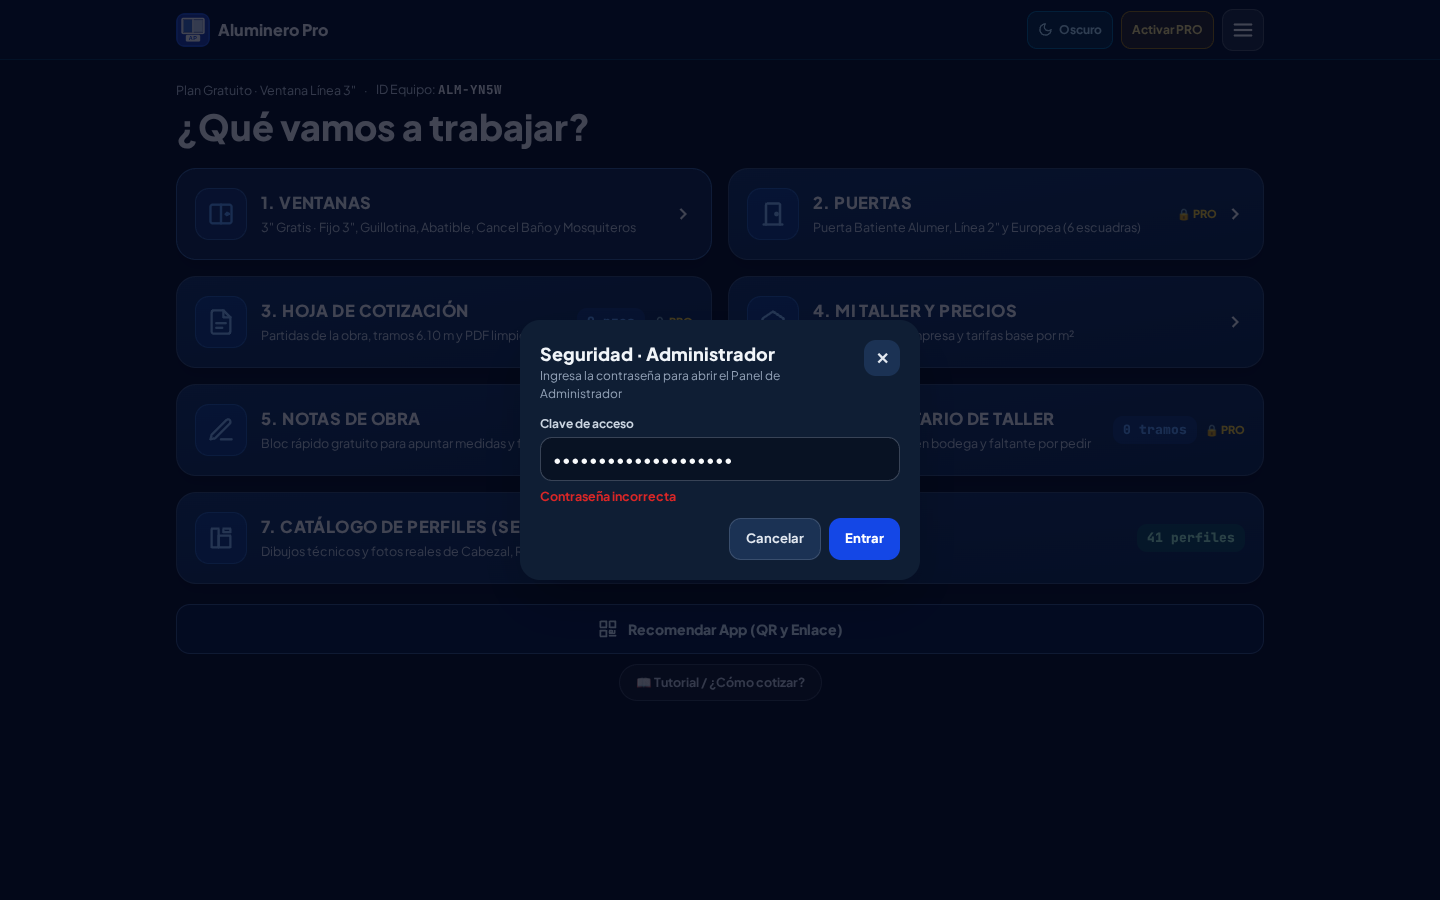 Aluminero Pro
Oscuro
Activar PRO
Plan Gratuito · Ventana Línea 3" · ID Equipo: ALM-YN5W
¿Qué vamos a trabajar?
1. VENTANAS
3" Gratis · Fijo 3", Guillotina, Abatible, Cancel Baño y Mosquiteros
2. PUERTAS
Puerta Batiente Alumer, Línea 2" y Europea (6 escuadras)
PRO
3. HOJA DE COTIZACIÓN
Partidas de la obra, tramos 6.10 m y PDF
4. MI TALLER Y PRECIOS
y tarifas base por m²
Seguridad · Administrador
Ingresa la contraseña para abrir el Panel de
Administrador
Clave de acceso
Contraseña incorrecta
Cancelar
Entrar
5. NOTAS DE OBRA
Bloc rápido gratuito para apuntar medidas y
DE TALLER
en bodega y faltante por pedir
0 tramos
PRO
7. CATÁLOGO DE PERFILES
Dibujos técnicos y fotos reales de Cabezal,
41 perfiles
Recomendar App (QR y Enlace)
Tutorial / ¿Cómo cotizar?